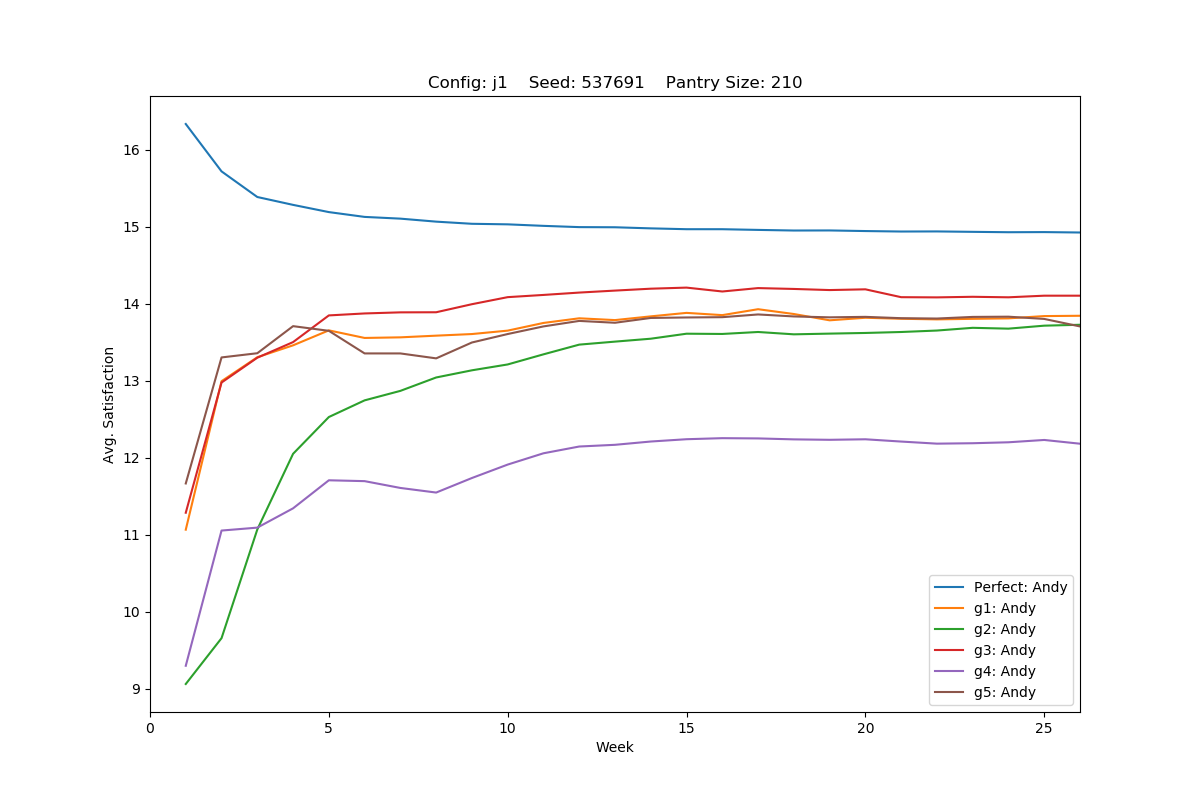 Config: j1    Seed: 537691    Pantry Size: 210
Avg. Satisfaction
16
15
14
13
12
11
10
9
0
5
10
15
20
25
Week
Perfect: Andy
g1: Andy
g2: Andy
g3: Andy
g4: Andy
g5: Andy